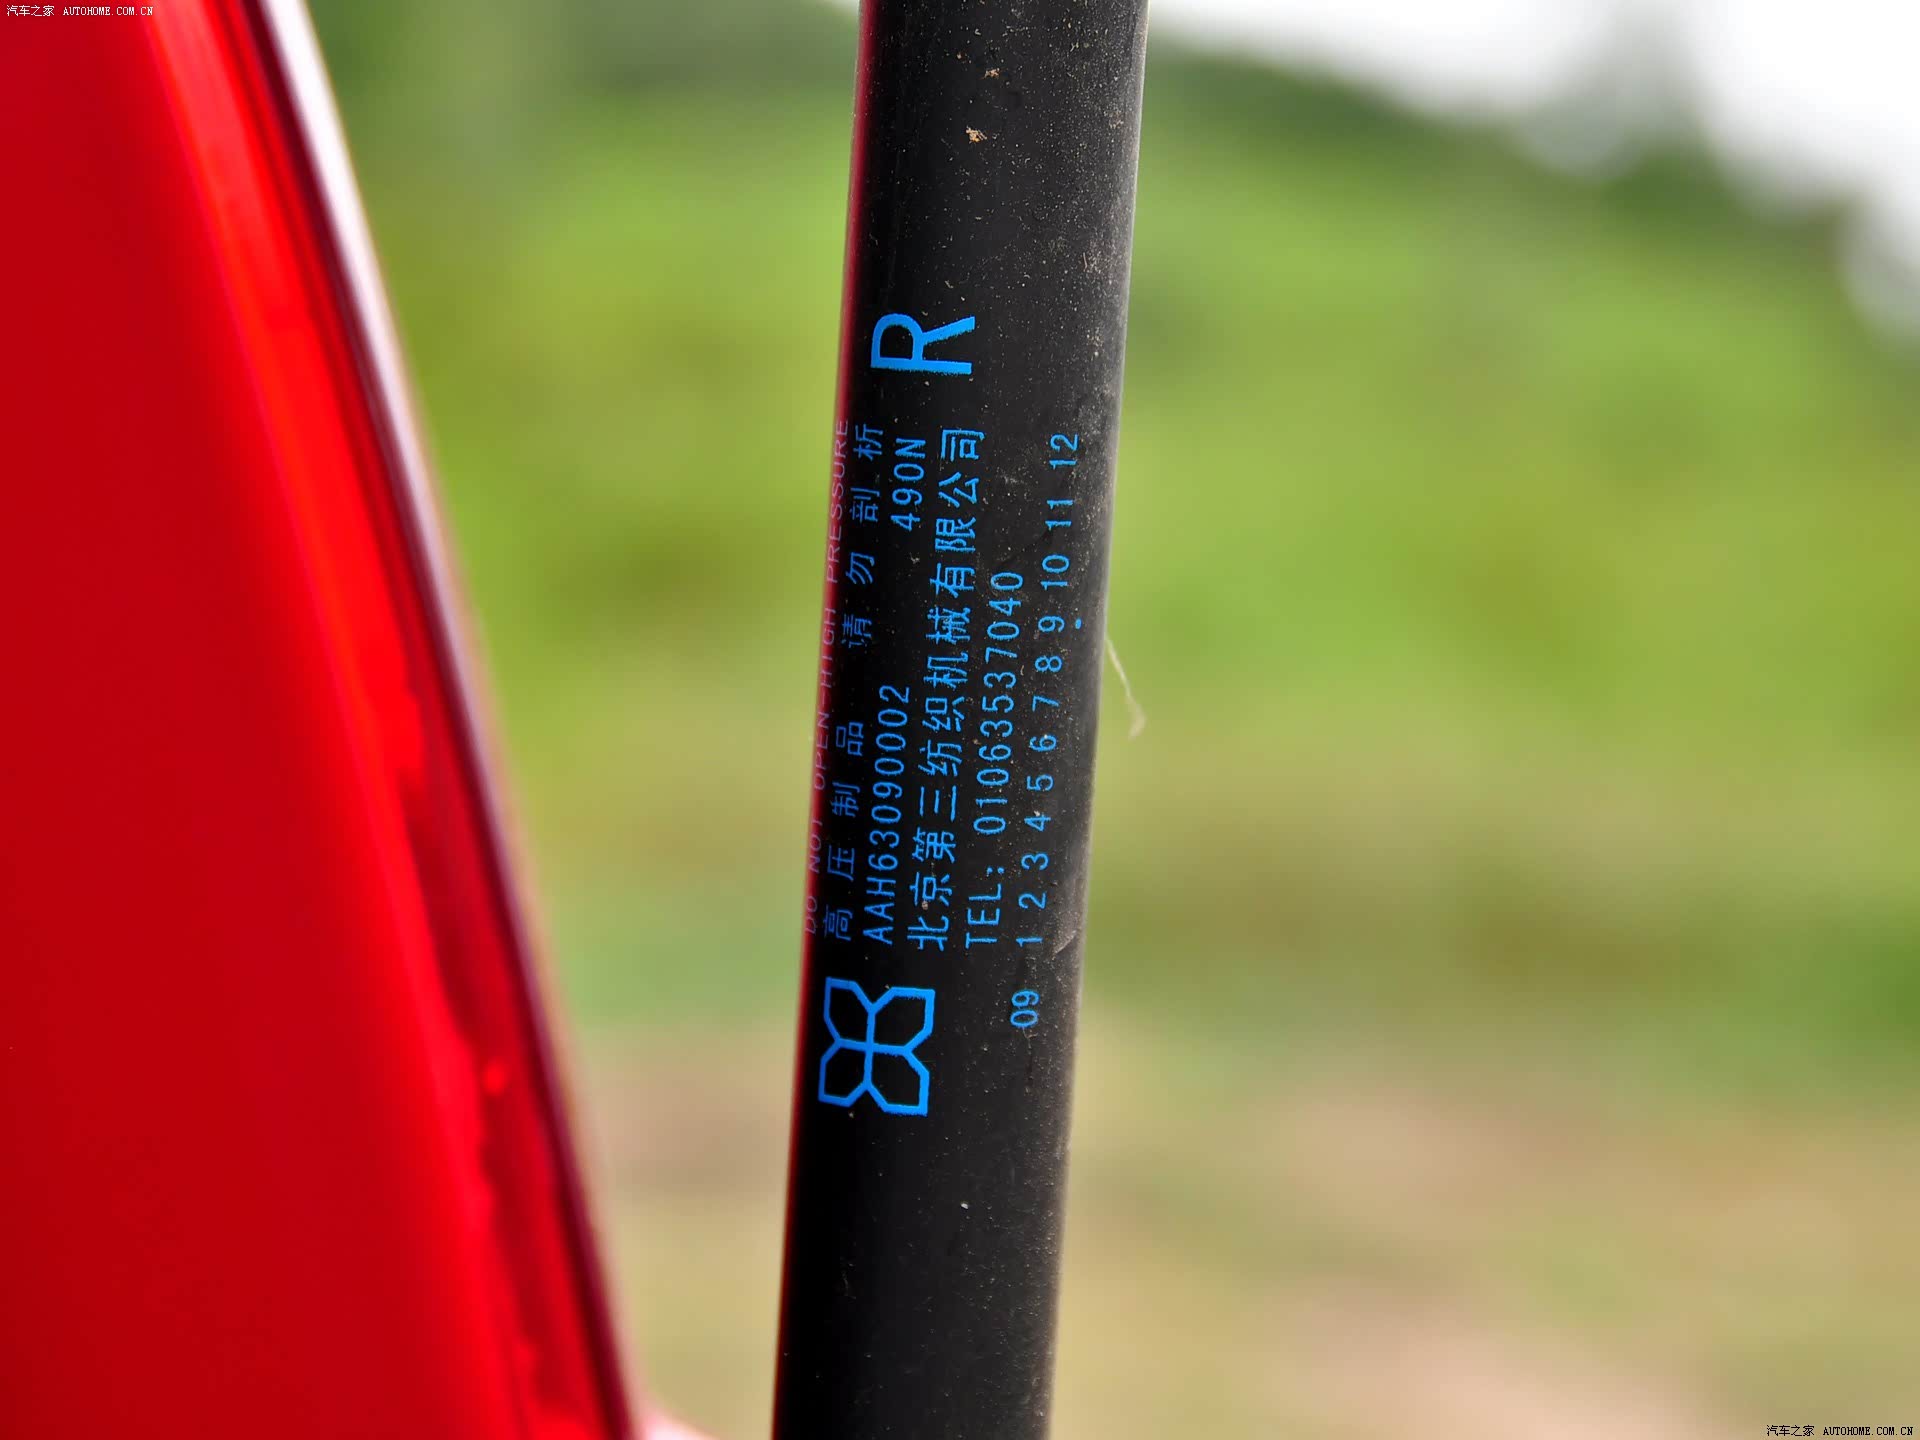 汽车之家 AUTOHOME.COM.CN
R
DO NOT OPEN-HIGH PRESSURE
高压制品 请勿剖析
AAH63090002 490N
北京第三纺织机械有限公司
TEL: 01063537040
09 1 2 3 4 5 6 7 8 9 10 11 12
汽车之家 AUTOHOME.COM.CN